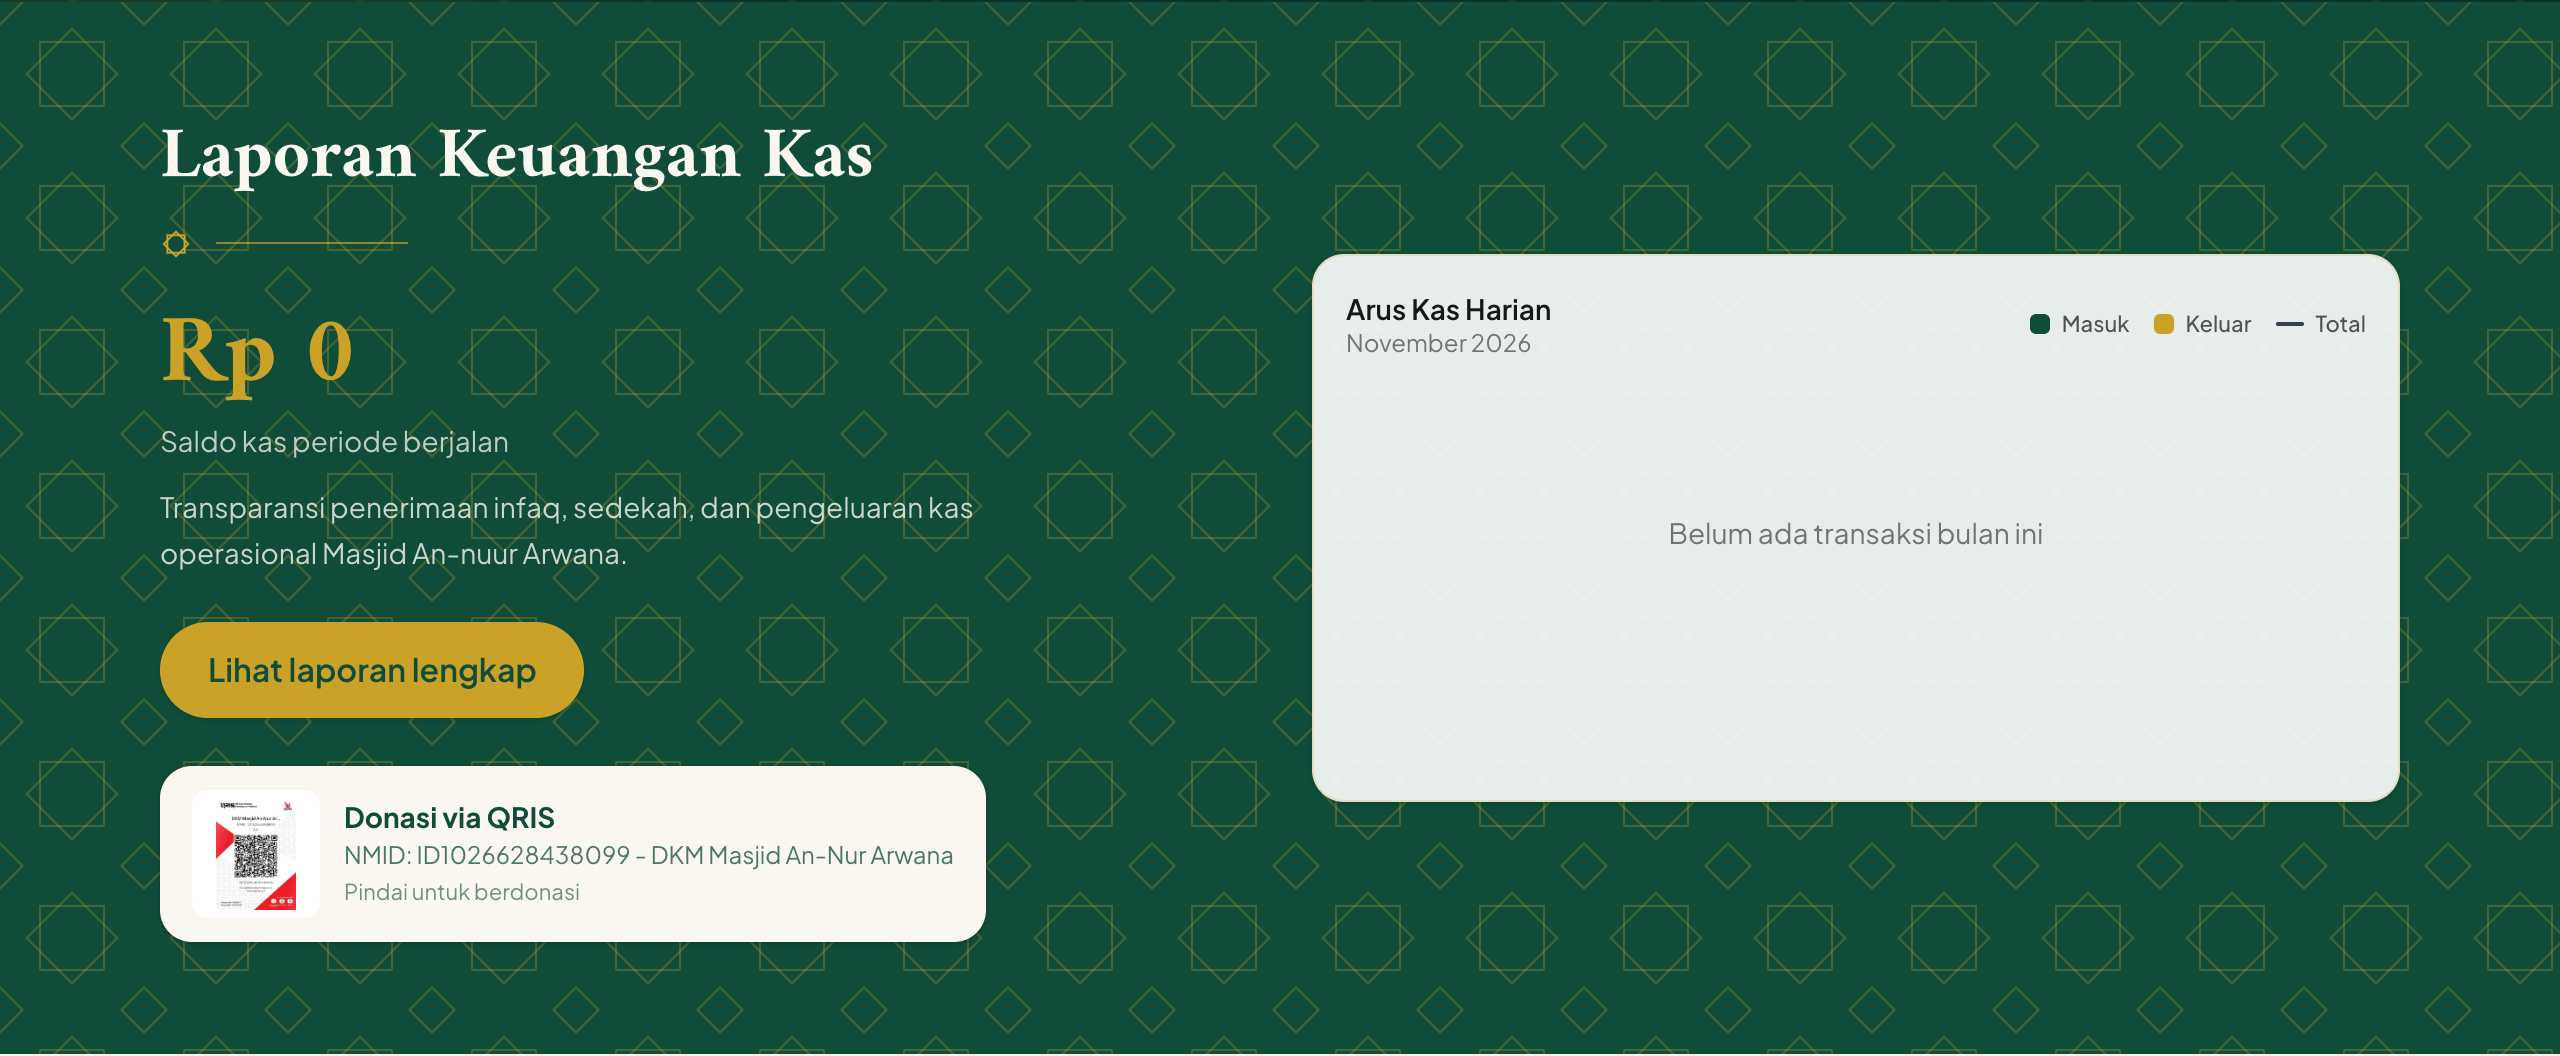 Laporan Keuangan Kas
Rp 0
Saldo kas periode berjalan
Transparansi penerimaan infaq, sedekah, dan pengeluaran kas
operasional Masjid An-nuur Arwana.
Lihat laporan lengkap
Donasi via QRIS
NMID: ID1026628438099 - DKM Masjid An-Nur Arwana
Pindai untuk berdonasi
Arus Kas Harian
November 2026
Masuk
Keluar
Total
Belum ada transaksi bulan ini